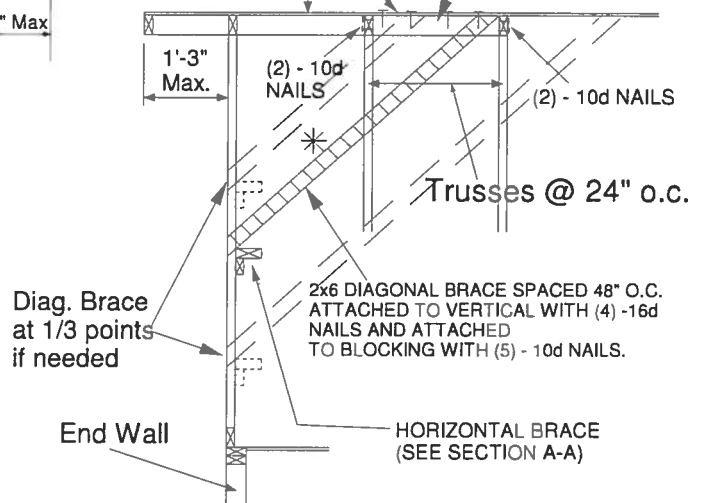 " Max
1'-3"
Max.
(2) - 10d
NAILS
(2) - 10d NAILS
Trusses @ 24" o.c.
2x6 DIAGONAL BRACE SPACED 48" O.C.
ATTACHED TO VERTICAL WITH (4) -16d
NAILS AND ATTACHED
TO BLOCKING WITH (5) - 10d NAILS.
Diag. Brace
at 1/3 points
if needed
End Wall
HORIZONTAL BRACE
(SEE SECTION A-A)